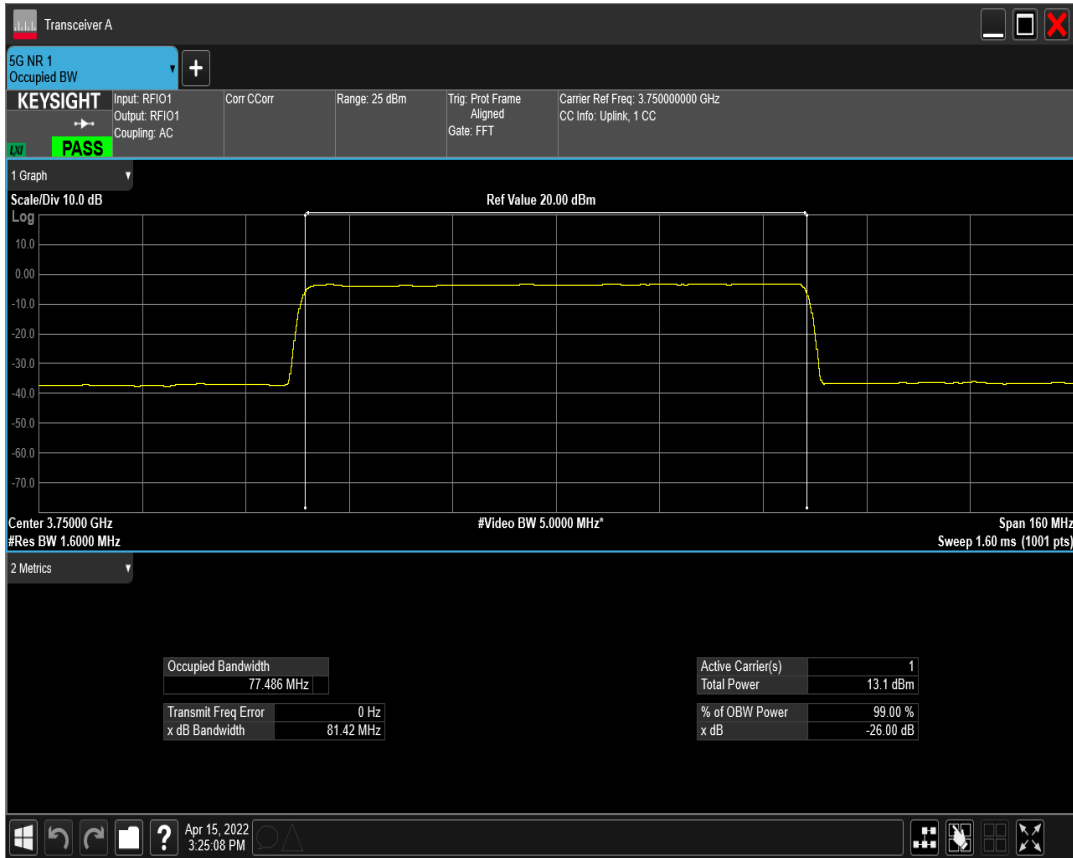 Transceiver A
5G NR 1
Occupied BW
KEYSIGHT
LXI
PASS
Input: RFIO1
Output: RFIO1
Coupling: AC
Corr CCorr
Range: 25 dBm
Trig: Prot Frame
Aligned
Gate: FFT
Carrier Ref Freq: 3.750000000 GHz
CC Info: Uplink, 1 CC
1 Graph
Scale/Div 10.0 dB
Ref Value 20.00 dBm
Log
10.0
0.00
-10.0
-20.0
-30.0
-40.0
-50.0
-60.0
-70.0
Center 3.75000 GHz
#Video BW 5.0000 MHz*
Span 160 MHz
#Res BW 1.6000 MHz
Sweep 1.60 ms (1001 pts)
2 Metrics
Occupied Bandwidth
77.486 MHz
Transmit Freq Error 0 Hz
x dB Bandwidth 81.42 MHz
Active Carrier(s) 1
Total Power 13.1 dBm
% of OBW Power 99.00 %
x dB -26.00 dB
?
Apr 15, 2022
3:25:08 PM